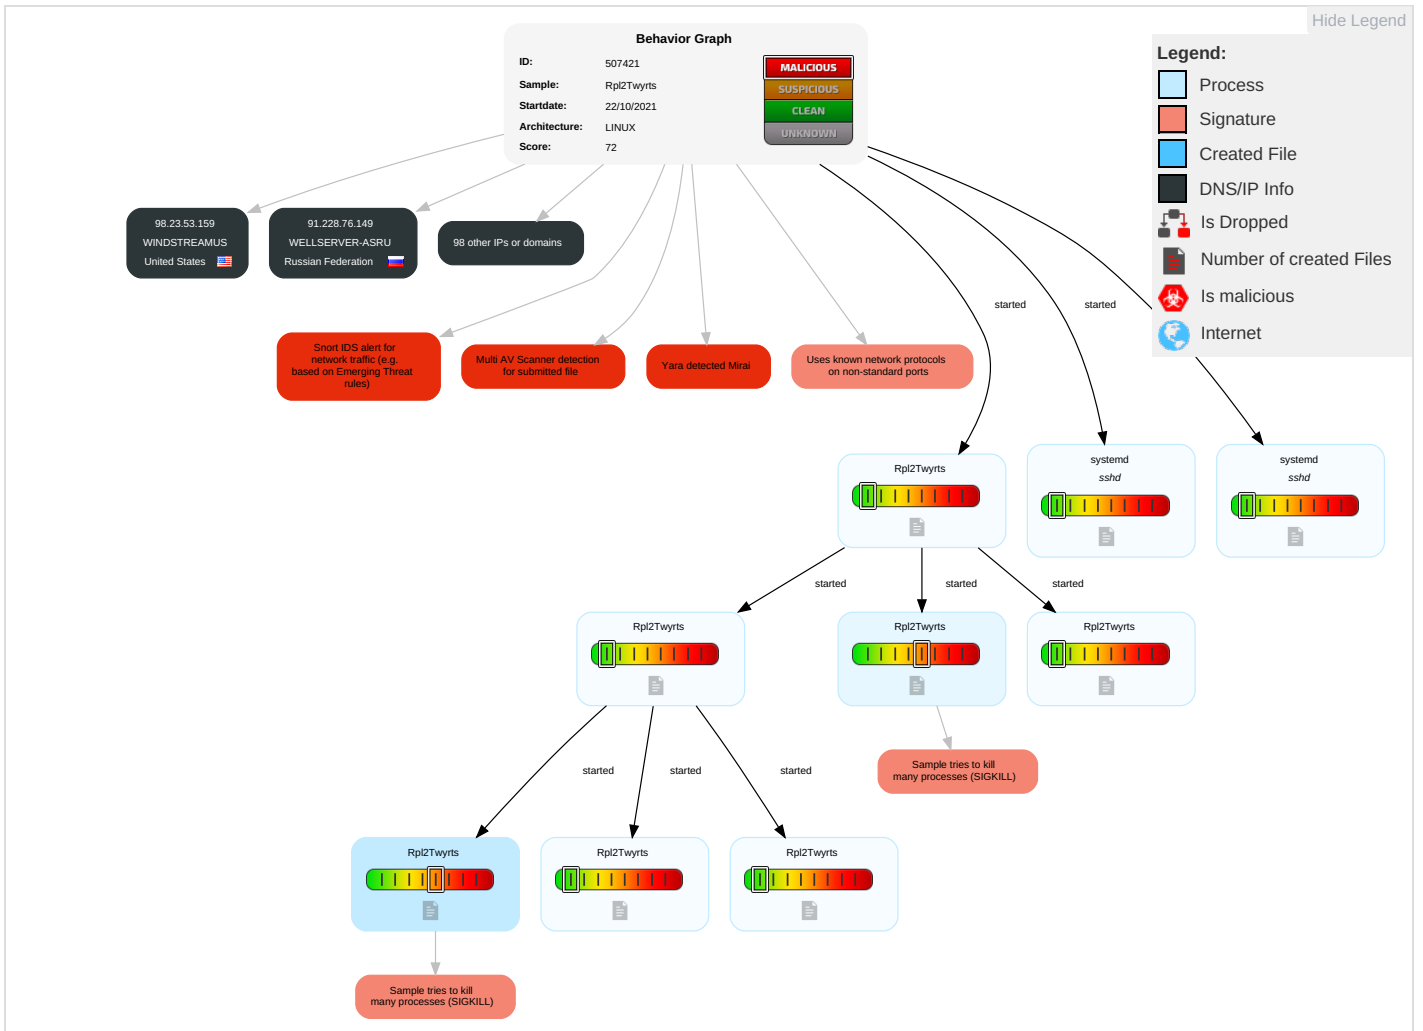 Hide Legend
Behavior Graph
ID: 507421
Sample: Rpl2Twyrts
Startdate: 22/10/2021
Architecture: LINUX
Score: 72
MALICIOUS
SUSPICIOUS
CLEAN
UNKNOWN
Legend:
Process
Signature
Created File
DNS/IP Info
Is Dropped
Number of created Files
Is malicious
Internet
98.23.53.159
WINDSTREAMUS
United States
91.228.76.149
WELLSERVER-ASRU
Russian Federation
98 other IPs or domains
Snort IDS alert for
network traffic (e.g.
based on Emerging Threat
rules)
Multi AV Scanner detection
for submitted file
Yara detected Mirai
Uses known network protocols
on non-standard ports
started
started
Rpl2Twyrts
systemd
sshd
systemd
sshd
started
started
started
Rpl2Twyrts
Rpl2Twyrts
Rpl2Twyrts
started
started
started
Sample tries to kill
many processes (SIGKILL)
Rpl2Twyrts
Rpl2Twyrts
Rpl2Twyrts
Sample tries to kill
many processes (SIGKILL)